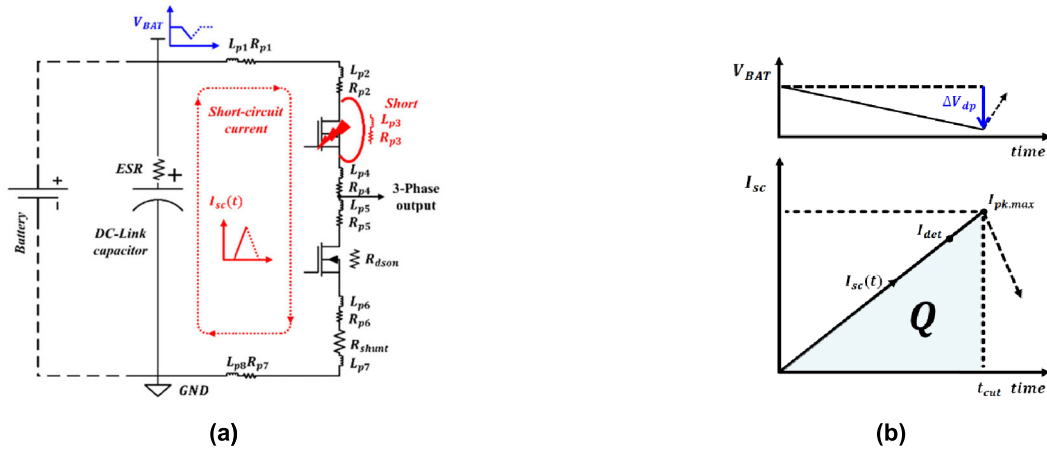 V_BAT
L_p1 R_p1
L_p2
R_p2
Short-circuit
current
Short
L_p3
R_p3
ESR
+
+
−
Battery
DC-Link
capacitor
I_sc(t)
L_p4
R_p4
3-Phase
output
L_p5
R_p5
R_dson
L_p6
R_p6
R_shunt
L_p7
L_p8 R_p7
GND
(a)
V_BAT
ΔV_dp
time
I_sc
I_pk.max
I_det
I_sc(t)
Q
t_cut time
(b)